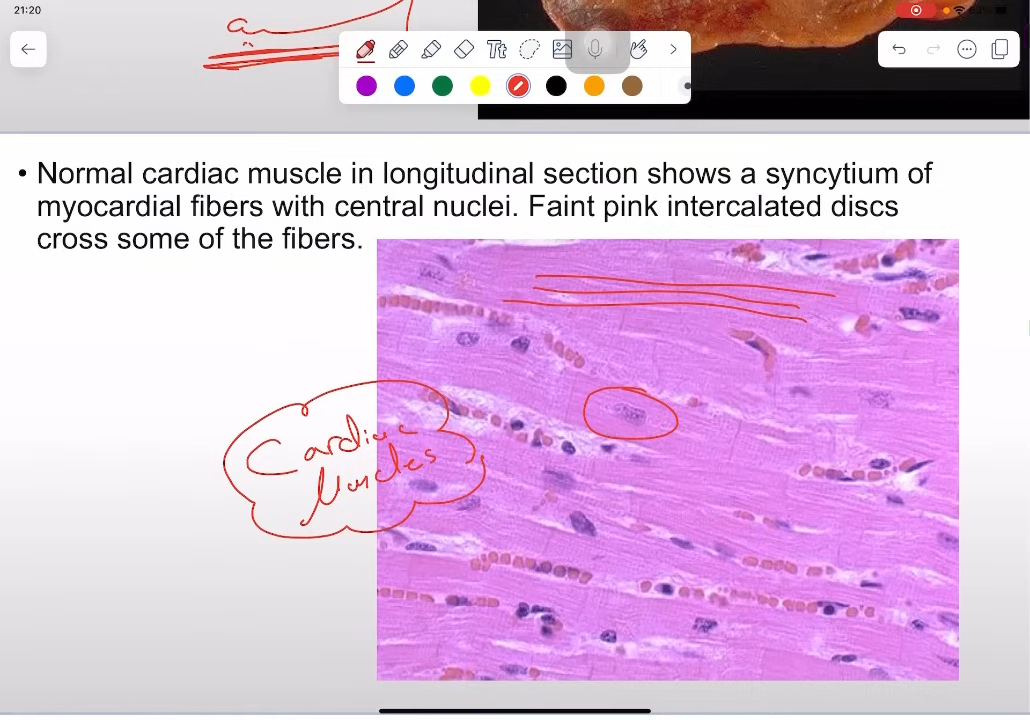 21:20
Tt
• Normal cardiac muscle in longitudinal section shows a syncytium of
myocardial fibers with central nuclei. Faint pink intercalated discs
cross some of the fibers.
Cardiac
Muscles